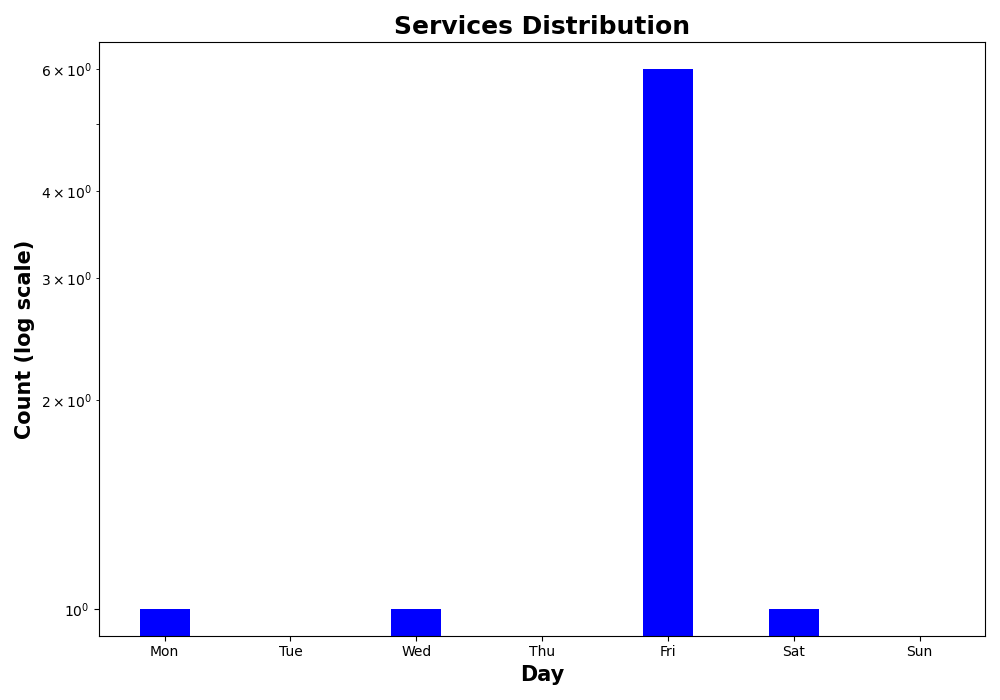 Services Distribution
6 × 10⁰
4 × 10⁰
3 × 10⁰
2 × 10⁰
10⁰
Count (log scale)
Mon Tue Wed Thu Fri Sat Sun
Day